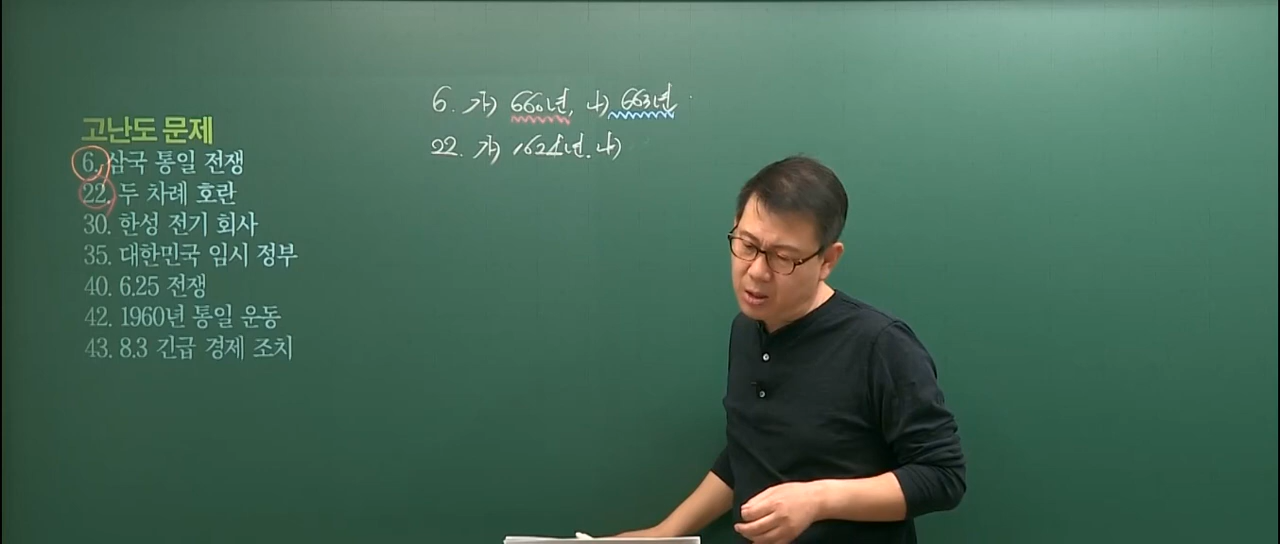 6. 가) 660년, 나) 663년
22. 가) 1624년. 나)
고난도 문제
6. 삼국 통일 전쟁
22. 두 차례 호란
30. 한성 전기 회사
35. 대한민국 임시 정부
40. 6.25 전쟁
42. 1960년 통일 운동
43. 8.3 긴급 경제 조치